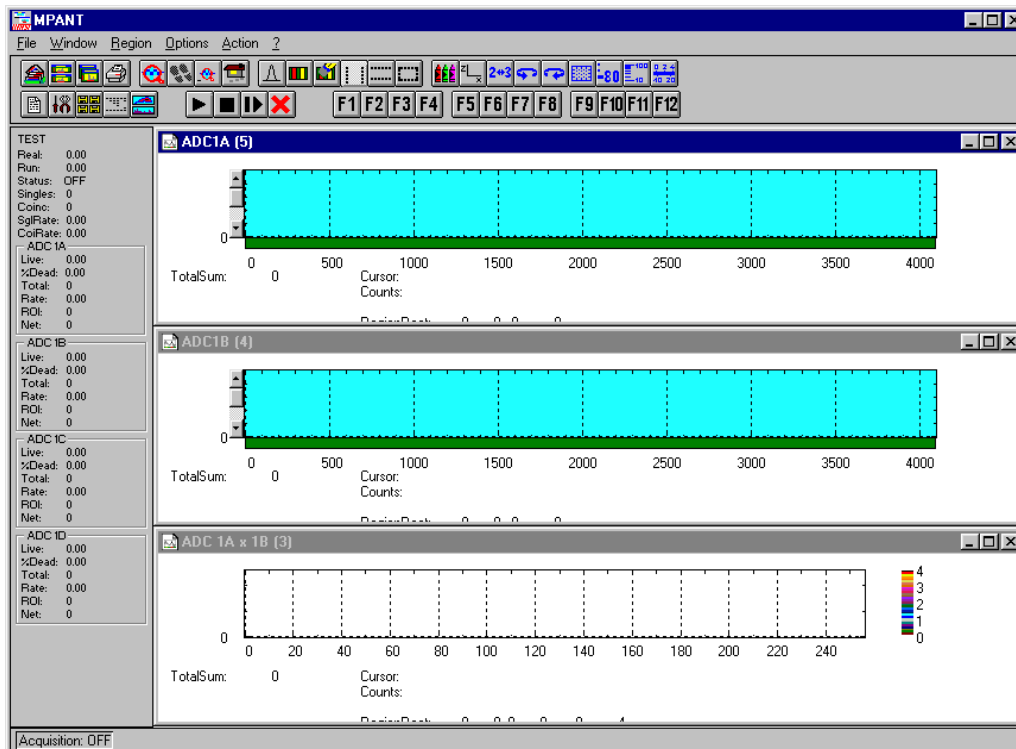 MPANT
File Window Region Options Action ?
F1 F2 F3 F4 F5 F6 F7 F8 F9 F10 F11 F12
TEST
Real: 0.00
Run: 0.00
Status: OFF
Singles: 0
Coinc: 0
SglRate: 0.00
CoiRate: 0.00
ADC 1A
Live: 0.00
%Dead: 0.00
Total: 0
Rate: 0.00
ROI: 0
Net: 0
ADC 1B
Live: 0.00
%Dead: 0.00
Total: 0
Rate: 0.00
ROI: 0
Net: 0
ADC 1C
Live: 0.00
%Dead: 0.00
Total: 0
Rate: 0.00
ROI: 0
Net: 0
ADC 1D
Live: 0.00
%Dead: 0.00
Total: 0
Rate: 0.00
ROI: 0
Net: 0
ADC1A (5)
0
0 500 1000 1500 2000 2500 3000 3500 4000
TotalSum: 0 Cursor:
Counts:
ADC1B (4)
0
0 500 1000 1500 2000 2500 3000 3500 4000
TotalSum: 0 Cursor:
Counts:
ADC 1A x 1B (3)
4
3
2
1
0
0
0 20 40 60 80 100 120 140 160 180 200 220 240
TotalSum: 0 Cursor:
Counts:
Acquisition: OFF